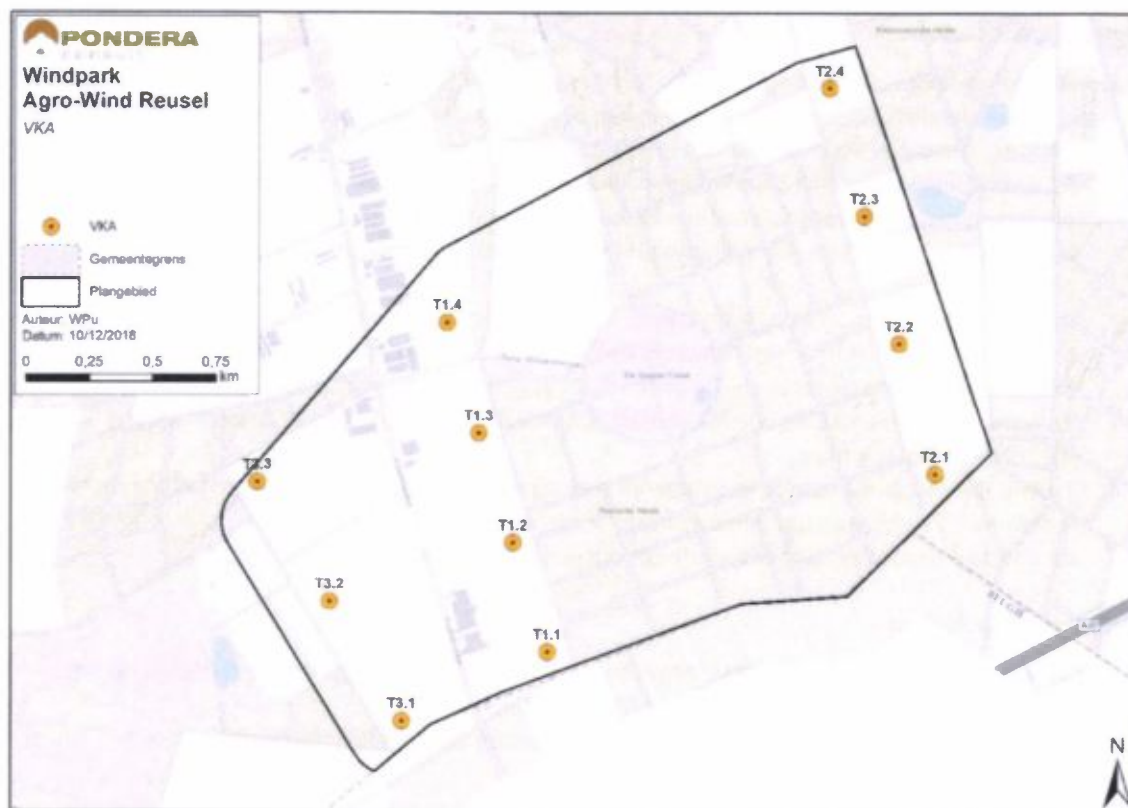 PONDERA
Windpark
Agro-Wind Reusel
VKA
VKA
Gemeentegrens
Plangebied
Auteur: WPu
Datum: 10/12/2018
0 0,25 0,5 0,75
km
T2.4
T2.3
T1.4
T2.2
T1.3
T3.3
T2.1
T1.2
T3.2
T1.1
T3.1
N